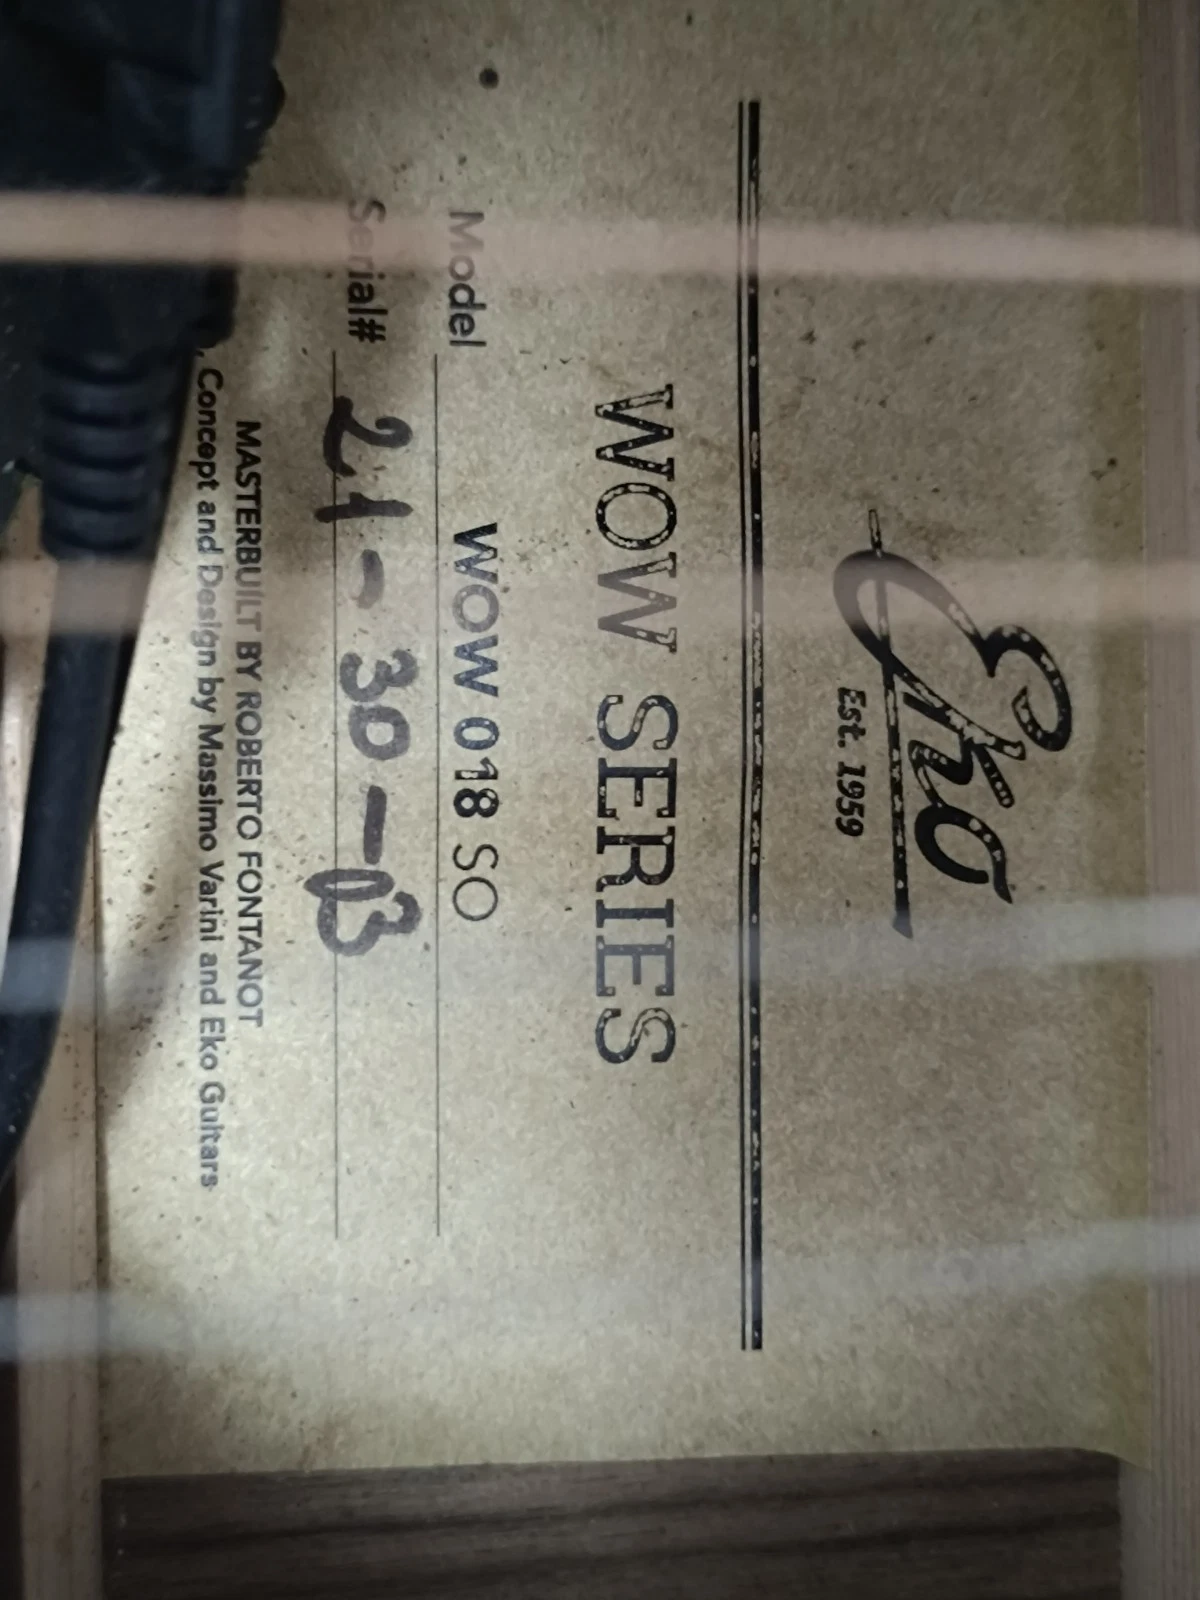 Eko
Est. 1959
WOW SERIES
Model WOW 018 SO
Serial# 21-30-03
MASTERBUILT BY ROBERTO FONTANOT
, Concept and Design by Massimo Varini and Eko Guitars